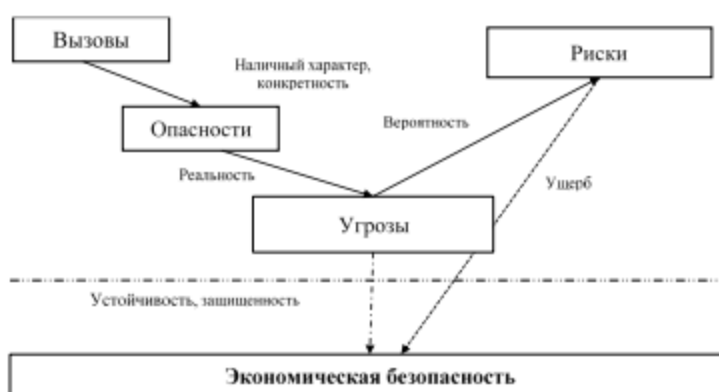 Вызовы
Риски
Наличный характер,
конкретность
Опасности
Вероятность
Реальность
Ущерб
Угрозы
Устойчивость, защищенность
Экономическая безопасность